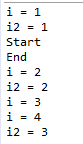 i = 1
i2 = 1
Start
End
i = 2
i2 = 2
i = 3
i = 4
i2 = 3